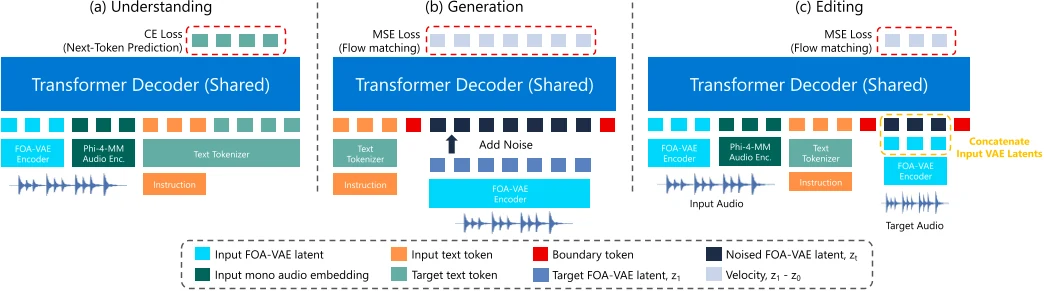 (a) Understanding
CE Loss
(Next-Token Prediction)
Transformer Decoder (Shared)
FOA-VAE
Encoder
Phi-4-MM
Audio Enc.
Text Tokenizer
Instruction
(b) Generation
MSE Loss
(Flow matching)
Transformer Decoder (Shared)
Text
Tokenizer
Instruction
Add Noise
FOA-VAE
Encoder
(c) Editing
MSE Loss
(Flow matching)
Transformer Decoder (Shared)
FOA-VAE
Encoder
Phi-4-MM
Audio Enc.
Text
Tokenizer
Instruction
Input Audio
Concatenate
Input VAE Latents
FOA-VAE
Encoder
Target Audio
Input FOA-VAE latent
Input text token
Boundary token
Noised FOA-VAE latent, zt
Input mono audio embedding
Target text token
Target FOA-VAE latent, z1
Velocity, z1 - z0